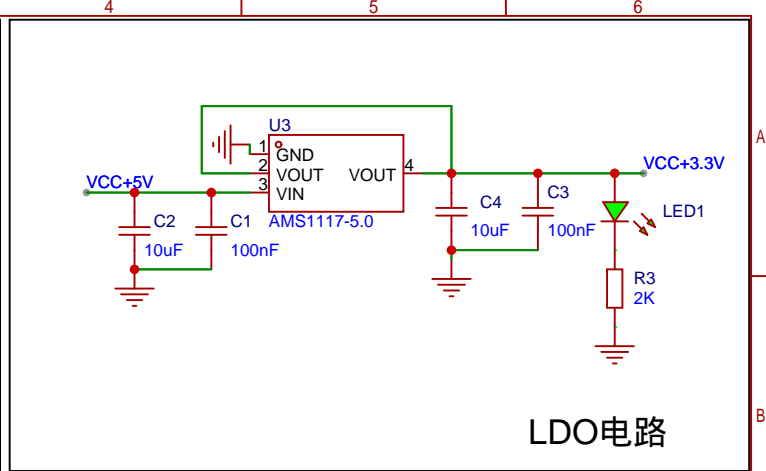 4 5 6
A
U3
1 GND
2 VOUT VOUT 4
3 VIN
AMS1117-5.0
VCC+5V
VCC+3.3V
C2
10uF
C1
100nF
C4
10uF
C3
100nF
LED1
R3
2K
B
LDO电路